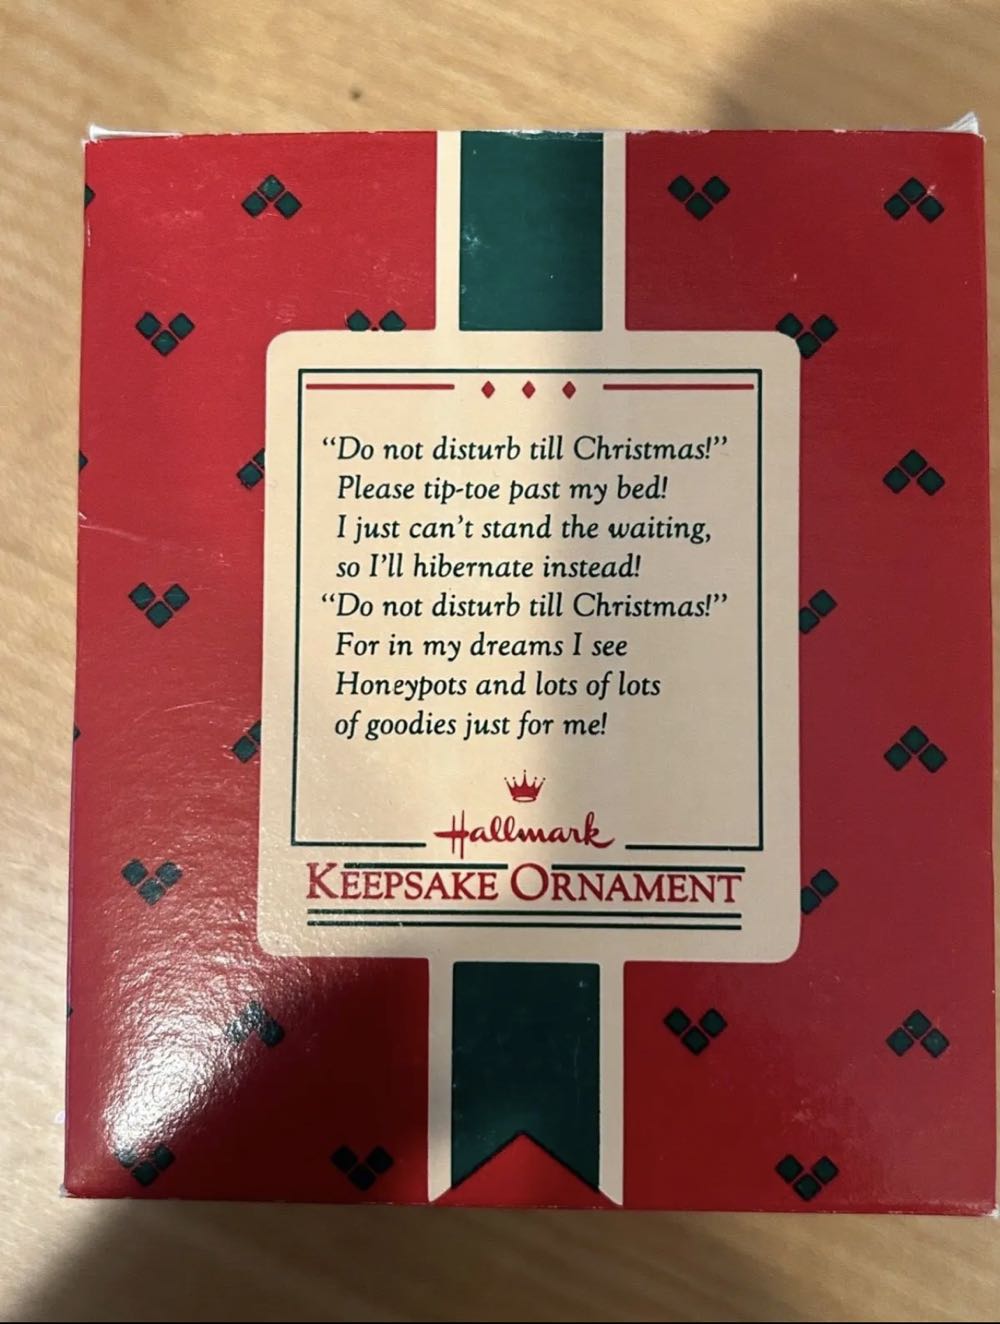 “Do not disturb till Christmas!”
Please tip-toe past my bed!
I just can’t stand the waiting,
so I’ll hibernate instead!
“Do not disturb till Christmas!”
For in my dreams I see
Honeypots and lots of lots
of goodies just for me!
Hallmark
KEEPSAKE ORNAMENT